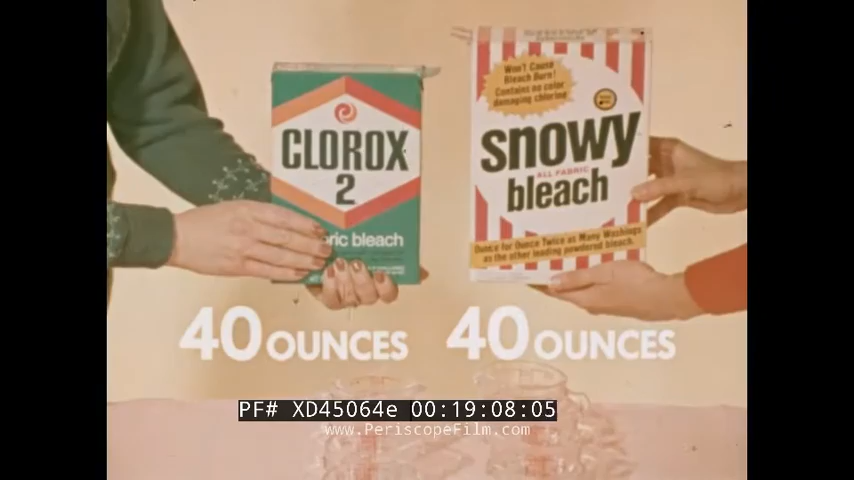 CLOROX
2
ric bleach
Won't Cause
Bleach Burn!
Contains no color
damaging chlorine
snowy
ALL FABRIC
bleach
Ounce for Ounce Twice as Many Washings
as the other leading powdered bleach.
40 OUNCES
40 OUNCES
PF# XD45064e 00:19:08:05
www.PeriscopeFilm.com